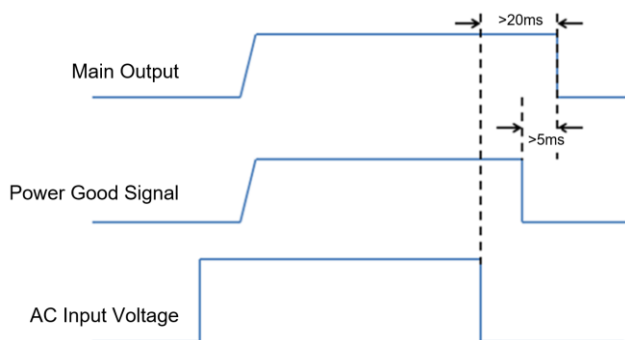 >20ms
Main Output
>5ms
Power Good Signal
AC Input Voltage